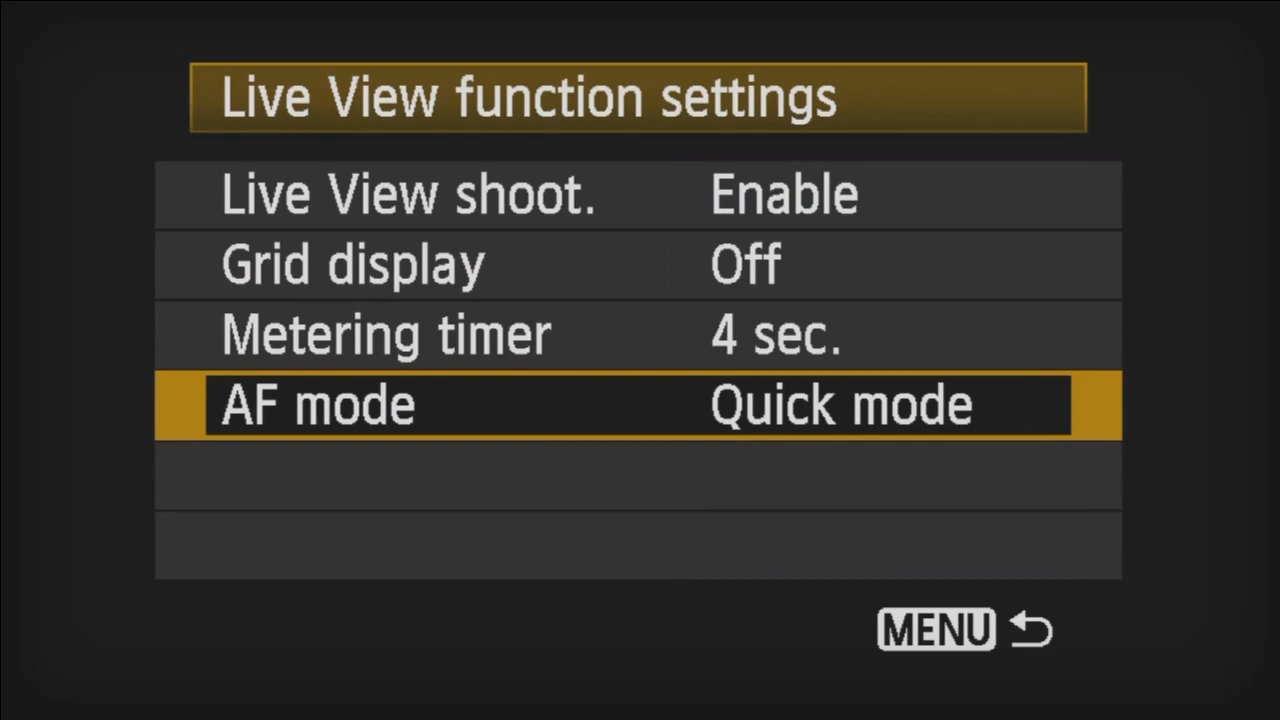 Live View function settings
Live View shoot. Enable
Grid display Off
Metering timer 4 sec.
AF mode Quick mode
MENU